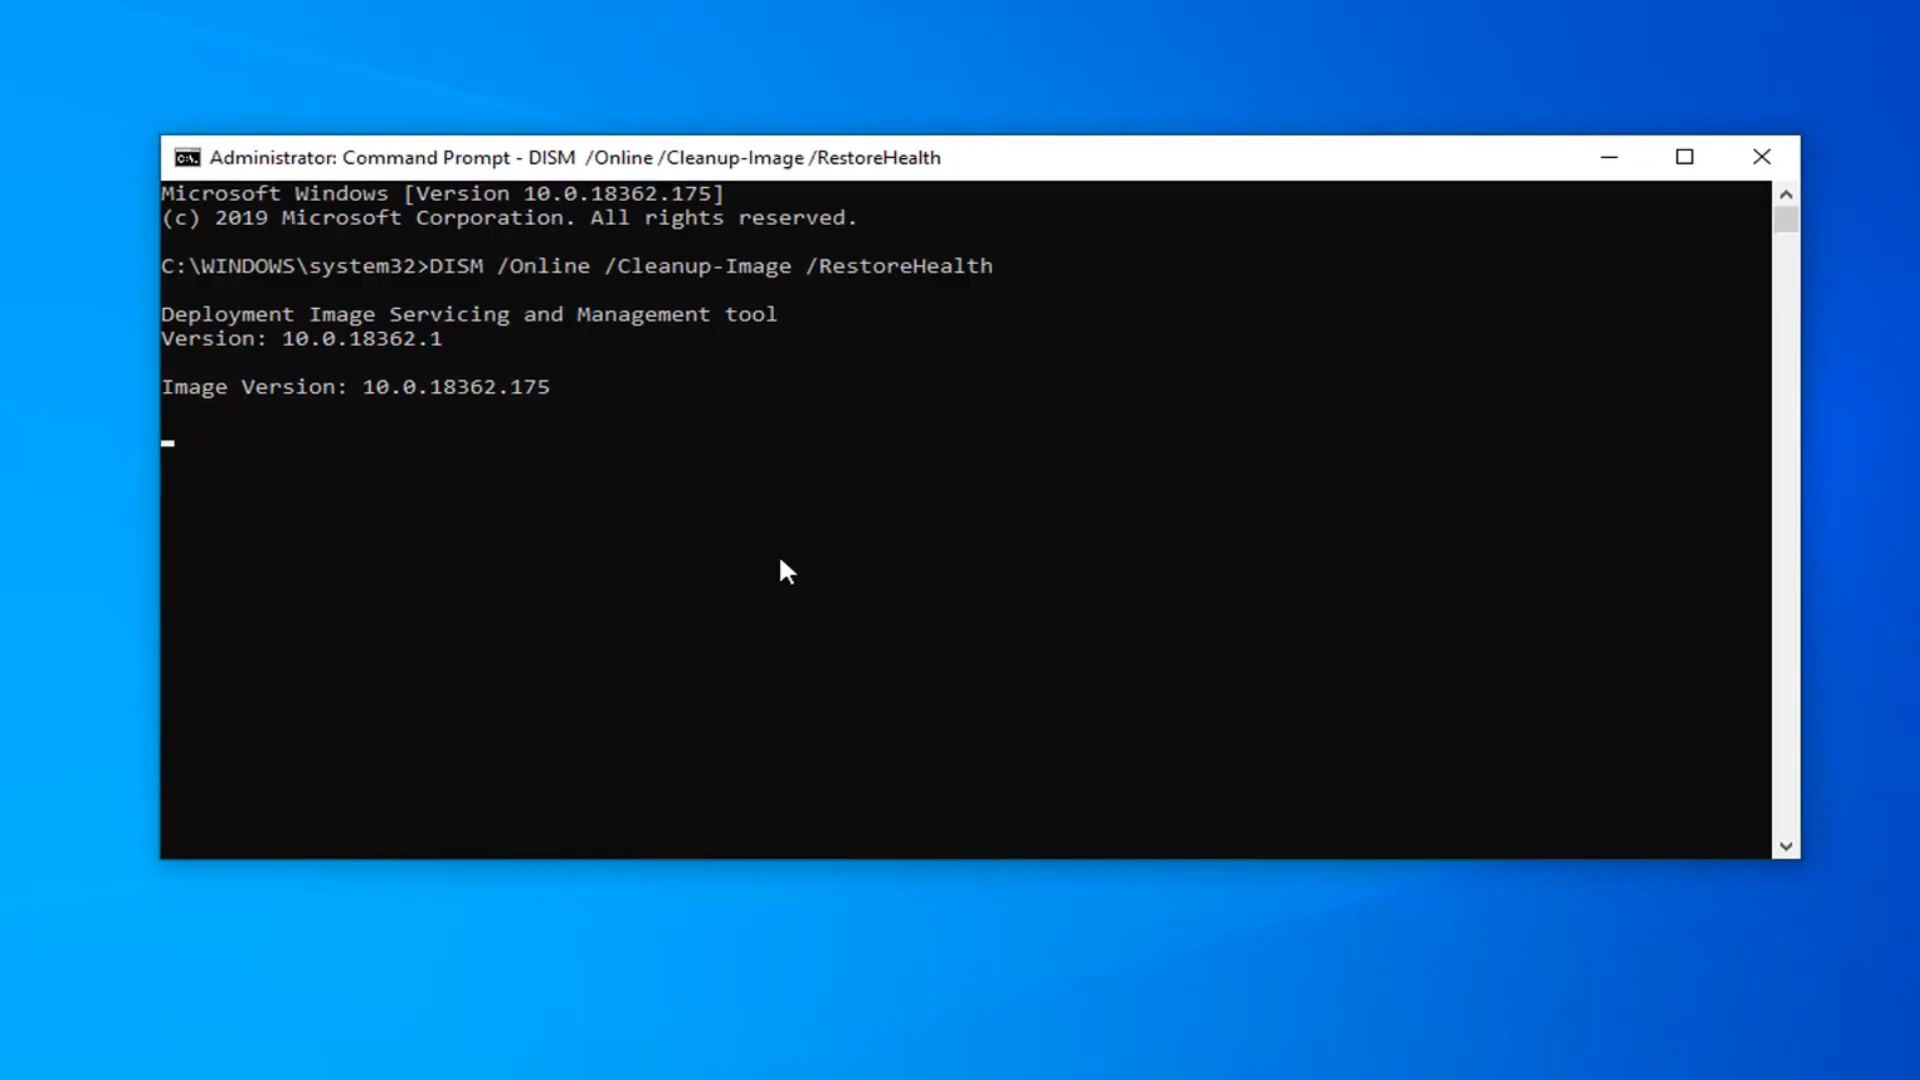 Administrator: Command Prompt - DISM  /Online /Cleanup-Image /RestoreHealth
Microsoft Windows [Version 10.0.18362.175]
(c) 2019 Microsoft Corporation. All rights reserved.
C:\WINDOWS\system32>DISM /Online /Cleanup-Image /RestoreHealth
Deployment Image Servicing and Management tool
Version: 10.0.18362.1
Image Version: 10.0.18362.175